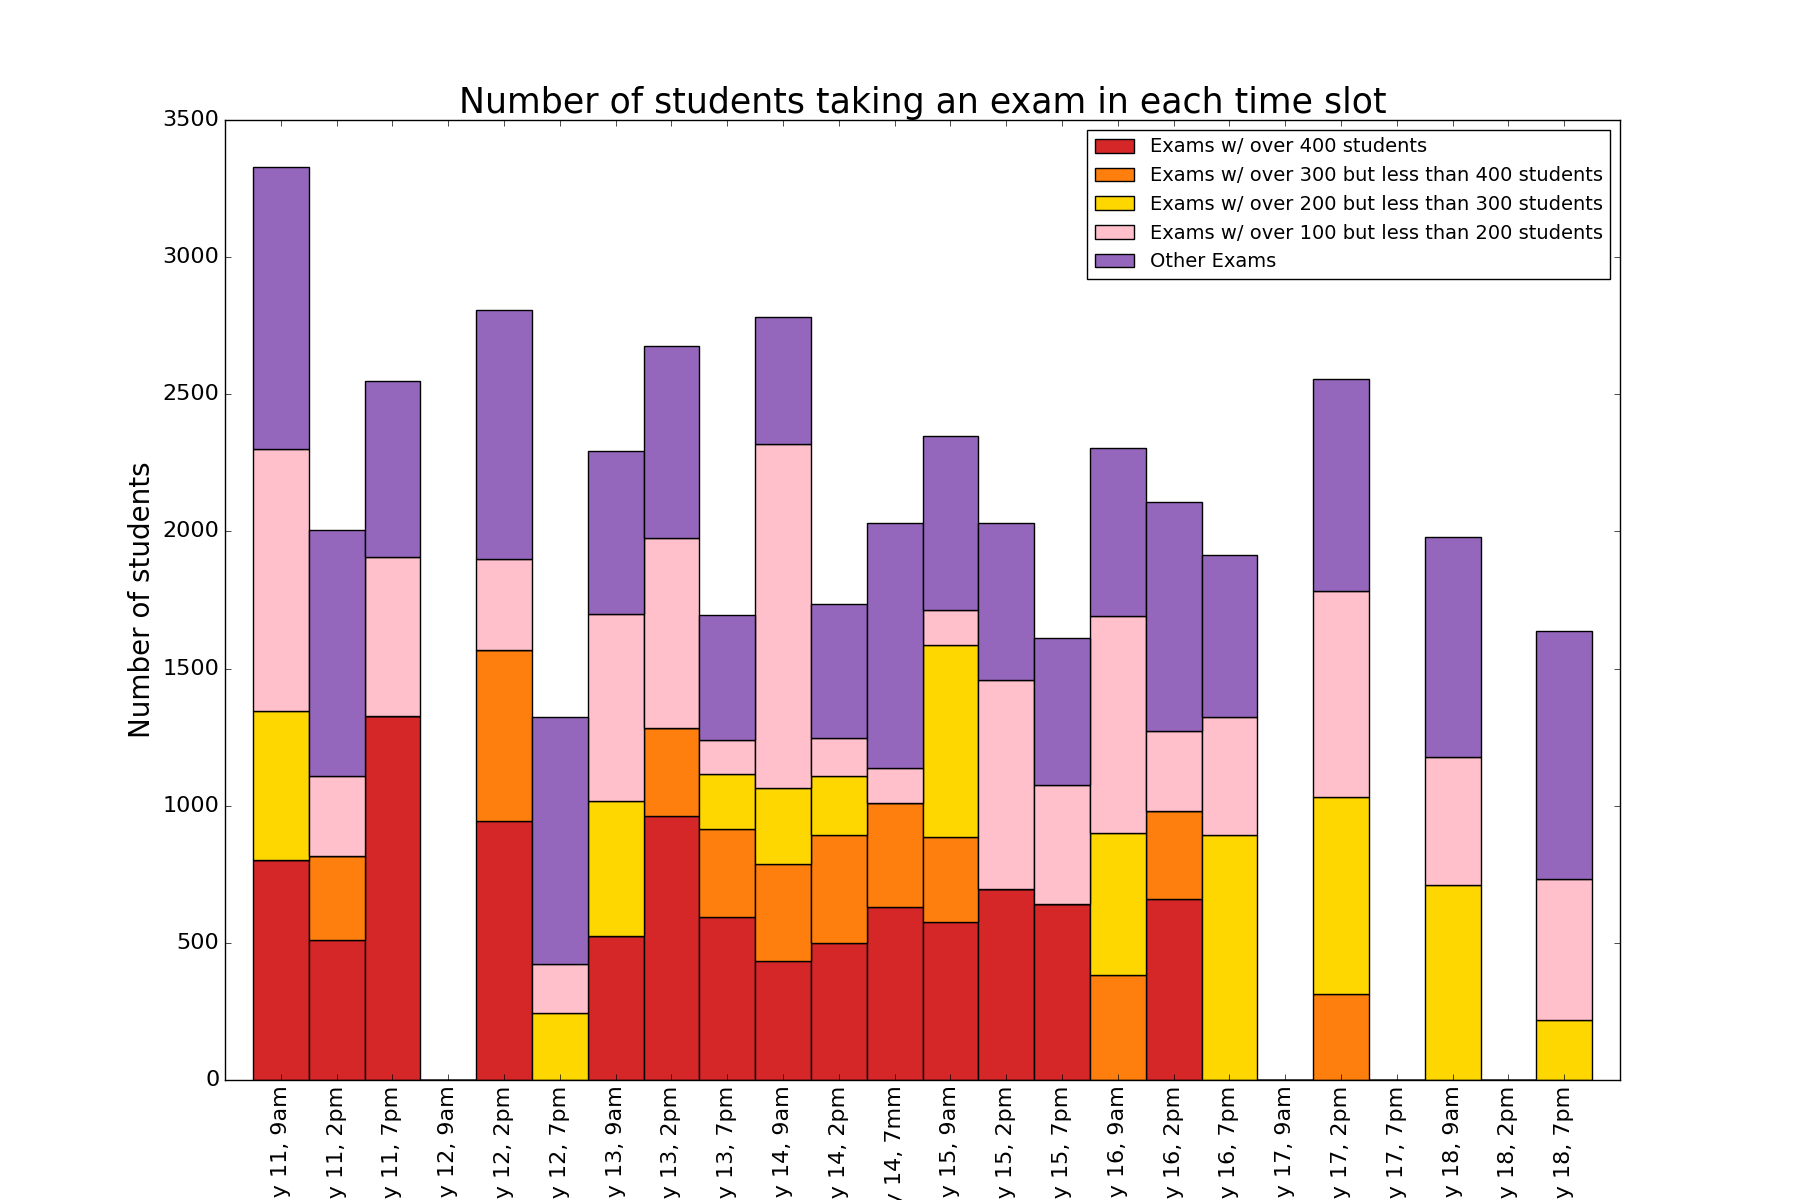 Number of students taking an exam in each time slot
3500
3000
2500
2000
1500
1000
500
0
Number of students
Exams w/ over 400 students
Exams w/ over 300 but less than 400 students
Exams w/ over 200 but less than 300 students
Exams w/ over 100 but less than 200 students
Other Exams
y 11, 9am
y 11, 2pm
y 11, 7pm
y 12, 9am
y 12, 2pm
y 12, 7pm
y 13, 9am
y 13, 2pm
y 13, 7pm
y 14, 9am
y 14, 2pm
y 14, 7mm
y 15, 9am
y 15, 2pm
y 15, 7pm
y 16, 9am
y 16, 2pm
y 16, 7pm
y 17, 9am
y 17, 2pm
y 17, 7pm
y 18, 9am
y 18, 2pm
y 18, 7pm